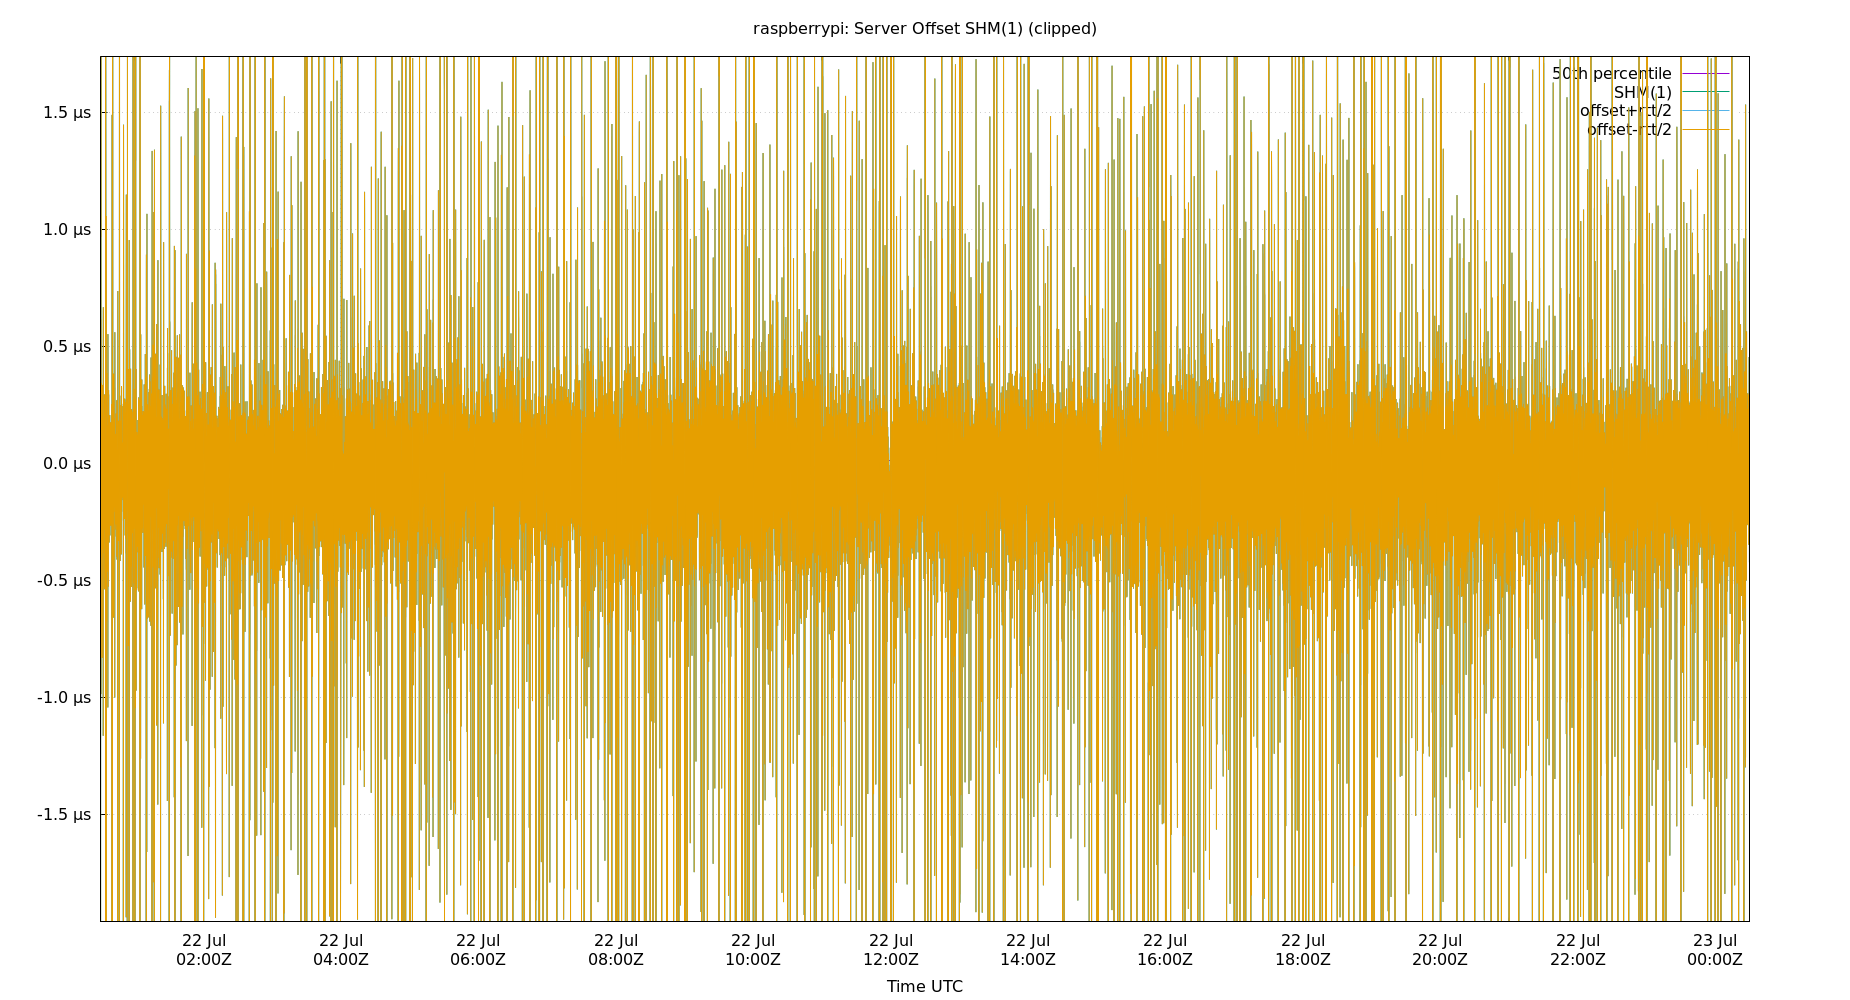 raspberrypi: Server Offset SHM(1) (clipped)
50th percentile
SHM(1)
offset+rtt/2
offset-rtt/2
1.5 µs
1.0 µs
0.5 µs
0.0 µs
-0.5 µs
-1.0 µs
-1.5 µs
22 Jul 22 Jul 22 Jul 22 Jul 22 Jul 22 Jul 22 Jul 22 Jul 22 Jul 22 Jul 22 Jul 23 Jul
02:00Z 04:00Z 06:00Z 08:00Z 10:00Z 12:00Z 14:00Z 16:00Z 18:00Z 20:00Z 22:00Z 00:00Z
Time UTC